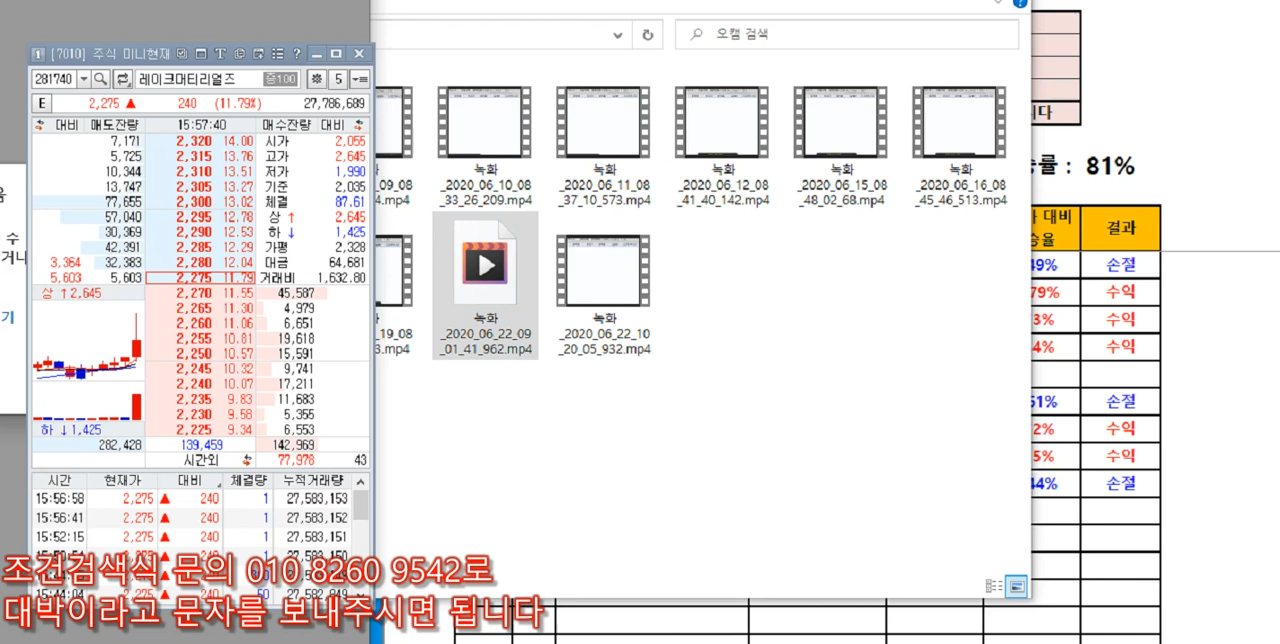 [7010] 주식 미니현재
281740 레이크머티리얼즈 증100 5
E 2,275 ▲ 240 (11.79%) 27,786,689
대비 매도잔량 15:57:40 매수잔량 대비
7,171 2,320 14.00 시가 2,055
5,725 2,315 13.76 고가 2,645
10,344 2,310 13.51 저가 1,990
13,747 2,305 13.27 기준 2,035
77,655 2,300 13.02 체결 87.61
57,040 2,295 12.78 상 ↑ 2,645
30,369 2,290 12.53 하 ↓ 1,425
42,391 2,285 12.29 가평 2,328
3,364 32,383 2,280 12.04 대금 64,681
5,603 5,603 2,275 11.79 거래비 1,632.80
상 ↑ 2,645 2,270 11.55 45,587
2,265 11.30 4,979
2,260 11.06 6,651
2,255 10.81 19,618
2,250 10.57 15,591
2,245 10.32 9,741
2,240 10.07 17,211
2,235 9.83 11,683
2,230 9.58 5,355
하 ↓ 1,425 2,225 9.34 6,553
282,428 139,459 142,969
시간외 77,978 43
시간 현재가 대비 체결량 누적거래량
15:56:58 2,275 ▲ 240 1 27,583,153
15:56:41 2,275 ▲ 240 1 27,583,152
15:52:15 2,275 ▲ 240 1 27,583,151
조건검색식 문의 010 8260 9542로
대박이라고 문자를 보내주시면 됩니다
오캠 검색
녹화
_2020_06_10_08
_33_26_209.mp4
녹화
_2020_06_11_08
_37_10_573.mp4
녹화
_2020_06_12_08
_41_40_142.mp4
녹화
_2020_06_15_08
_48_02_68.mp4
녹화
_2020_06_16_08
_45_46_513.mp4
녹화
_2020_06_22_09
_01_41_962.mp4
녹화
_2020_06_22_10
_20_05_932.mp4
니다
률 : 81%
대비
율 결과
49% 손절
79% 수익
3% 수익
4% 수익
51% 손절
2% 수익
5% 수익
44% 손절